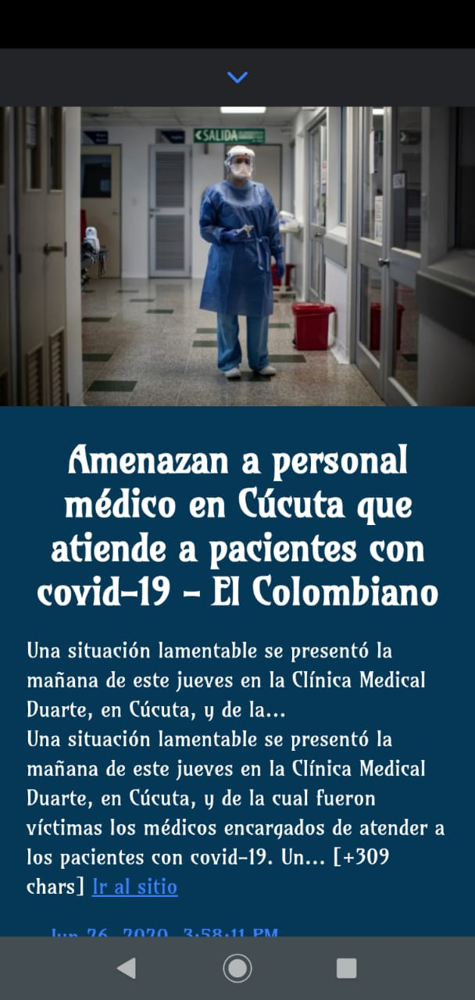 SALIDA
Amenazan a personal
médico en Cúcuta que
atiende a pacientes con
covid-19 - El Colombiano
Una situación lamentable se presentó la
mañana de este jueves en la Clínica Medical
Duarte, en Cúcuta, y de la...
Una situación lamentable se presentó la
mañana de este jueves en la Clínica Medical
Duarte, en Cúcuta, y de la cual fueron
víctimas los médicos encargados de atender a
los pacientes con covid-19. Un... [+309
chars] Ir al sitio
Jun 26, 2020, 3:58:11 PM